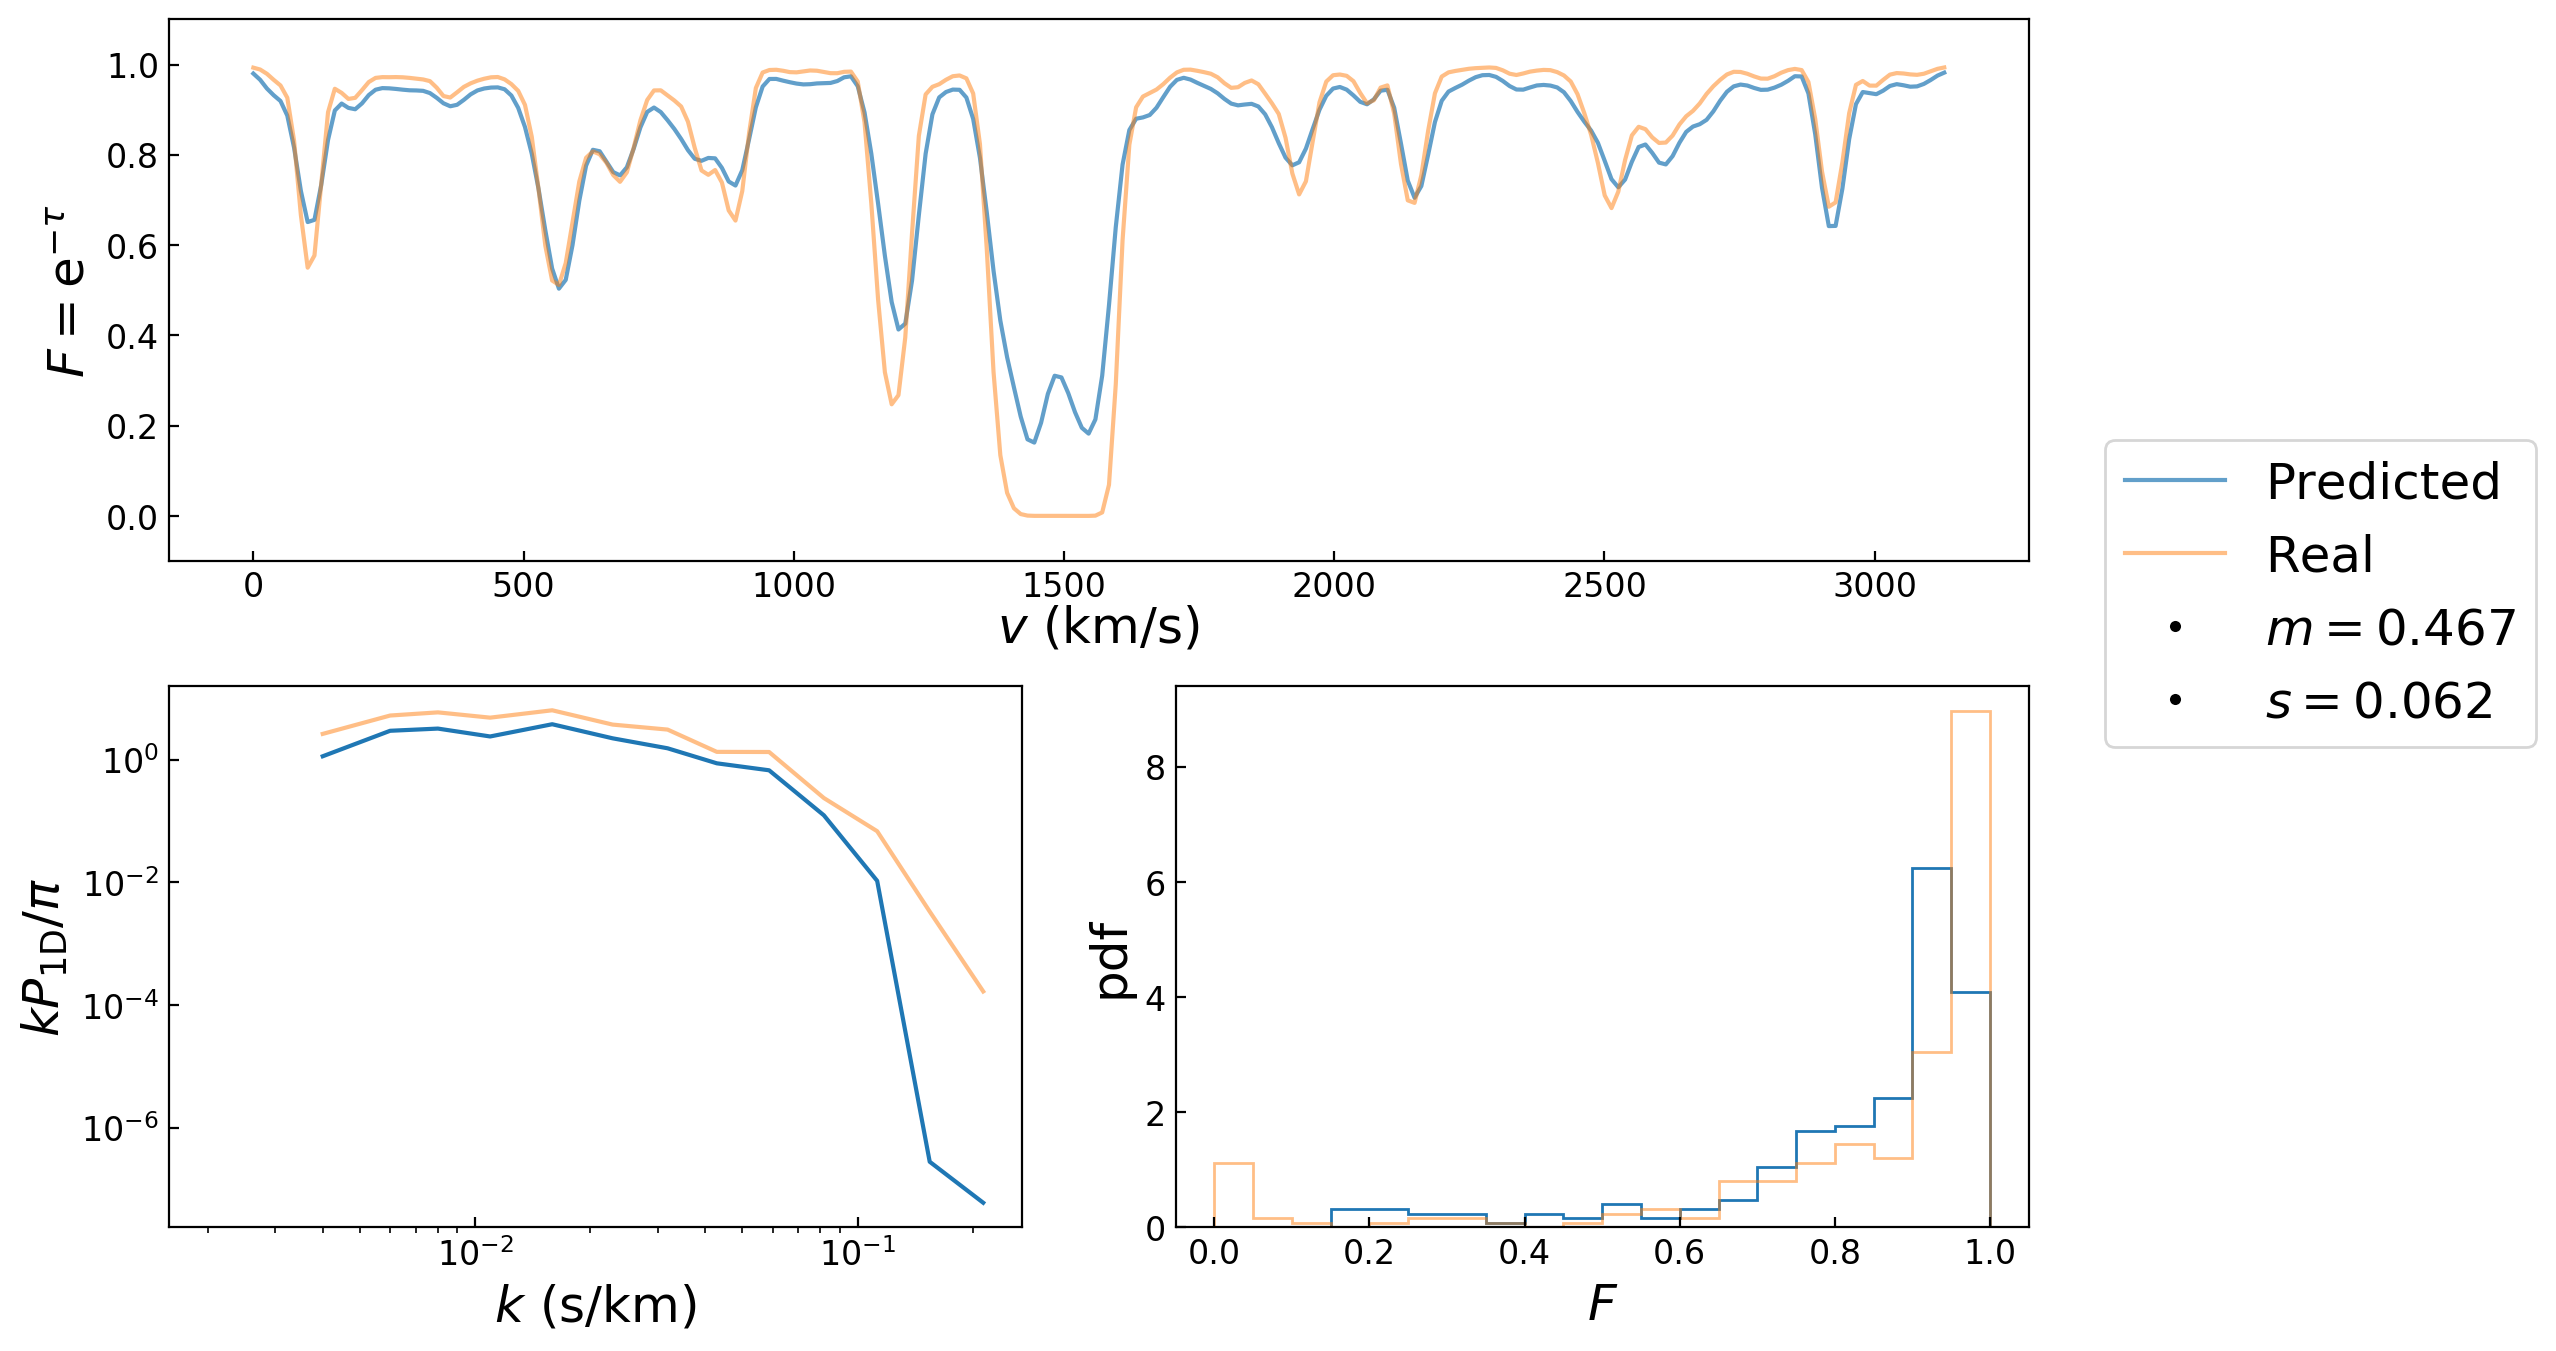 F = e^{-τ}
1.0
0.8
0.6
0.4
0.2
0.0
0 500 1000 1500 2000 2500 3000
v (km/s)
Predicted
Real
m = 0.467
s = 0.062
kP_{1D}/π
10^0
10^{-2}
10^{-4}
10^{-6}
10^{-2} 10^{-1}
k (s/km)
pdf
8
6
4
2
0
0.0 0.2 0.4 0.6 0.8 1.0
F